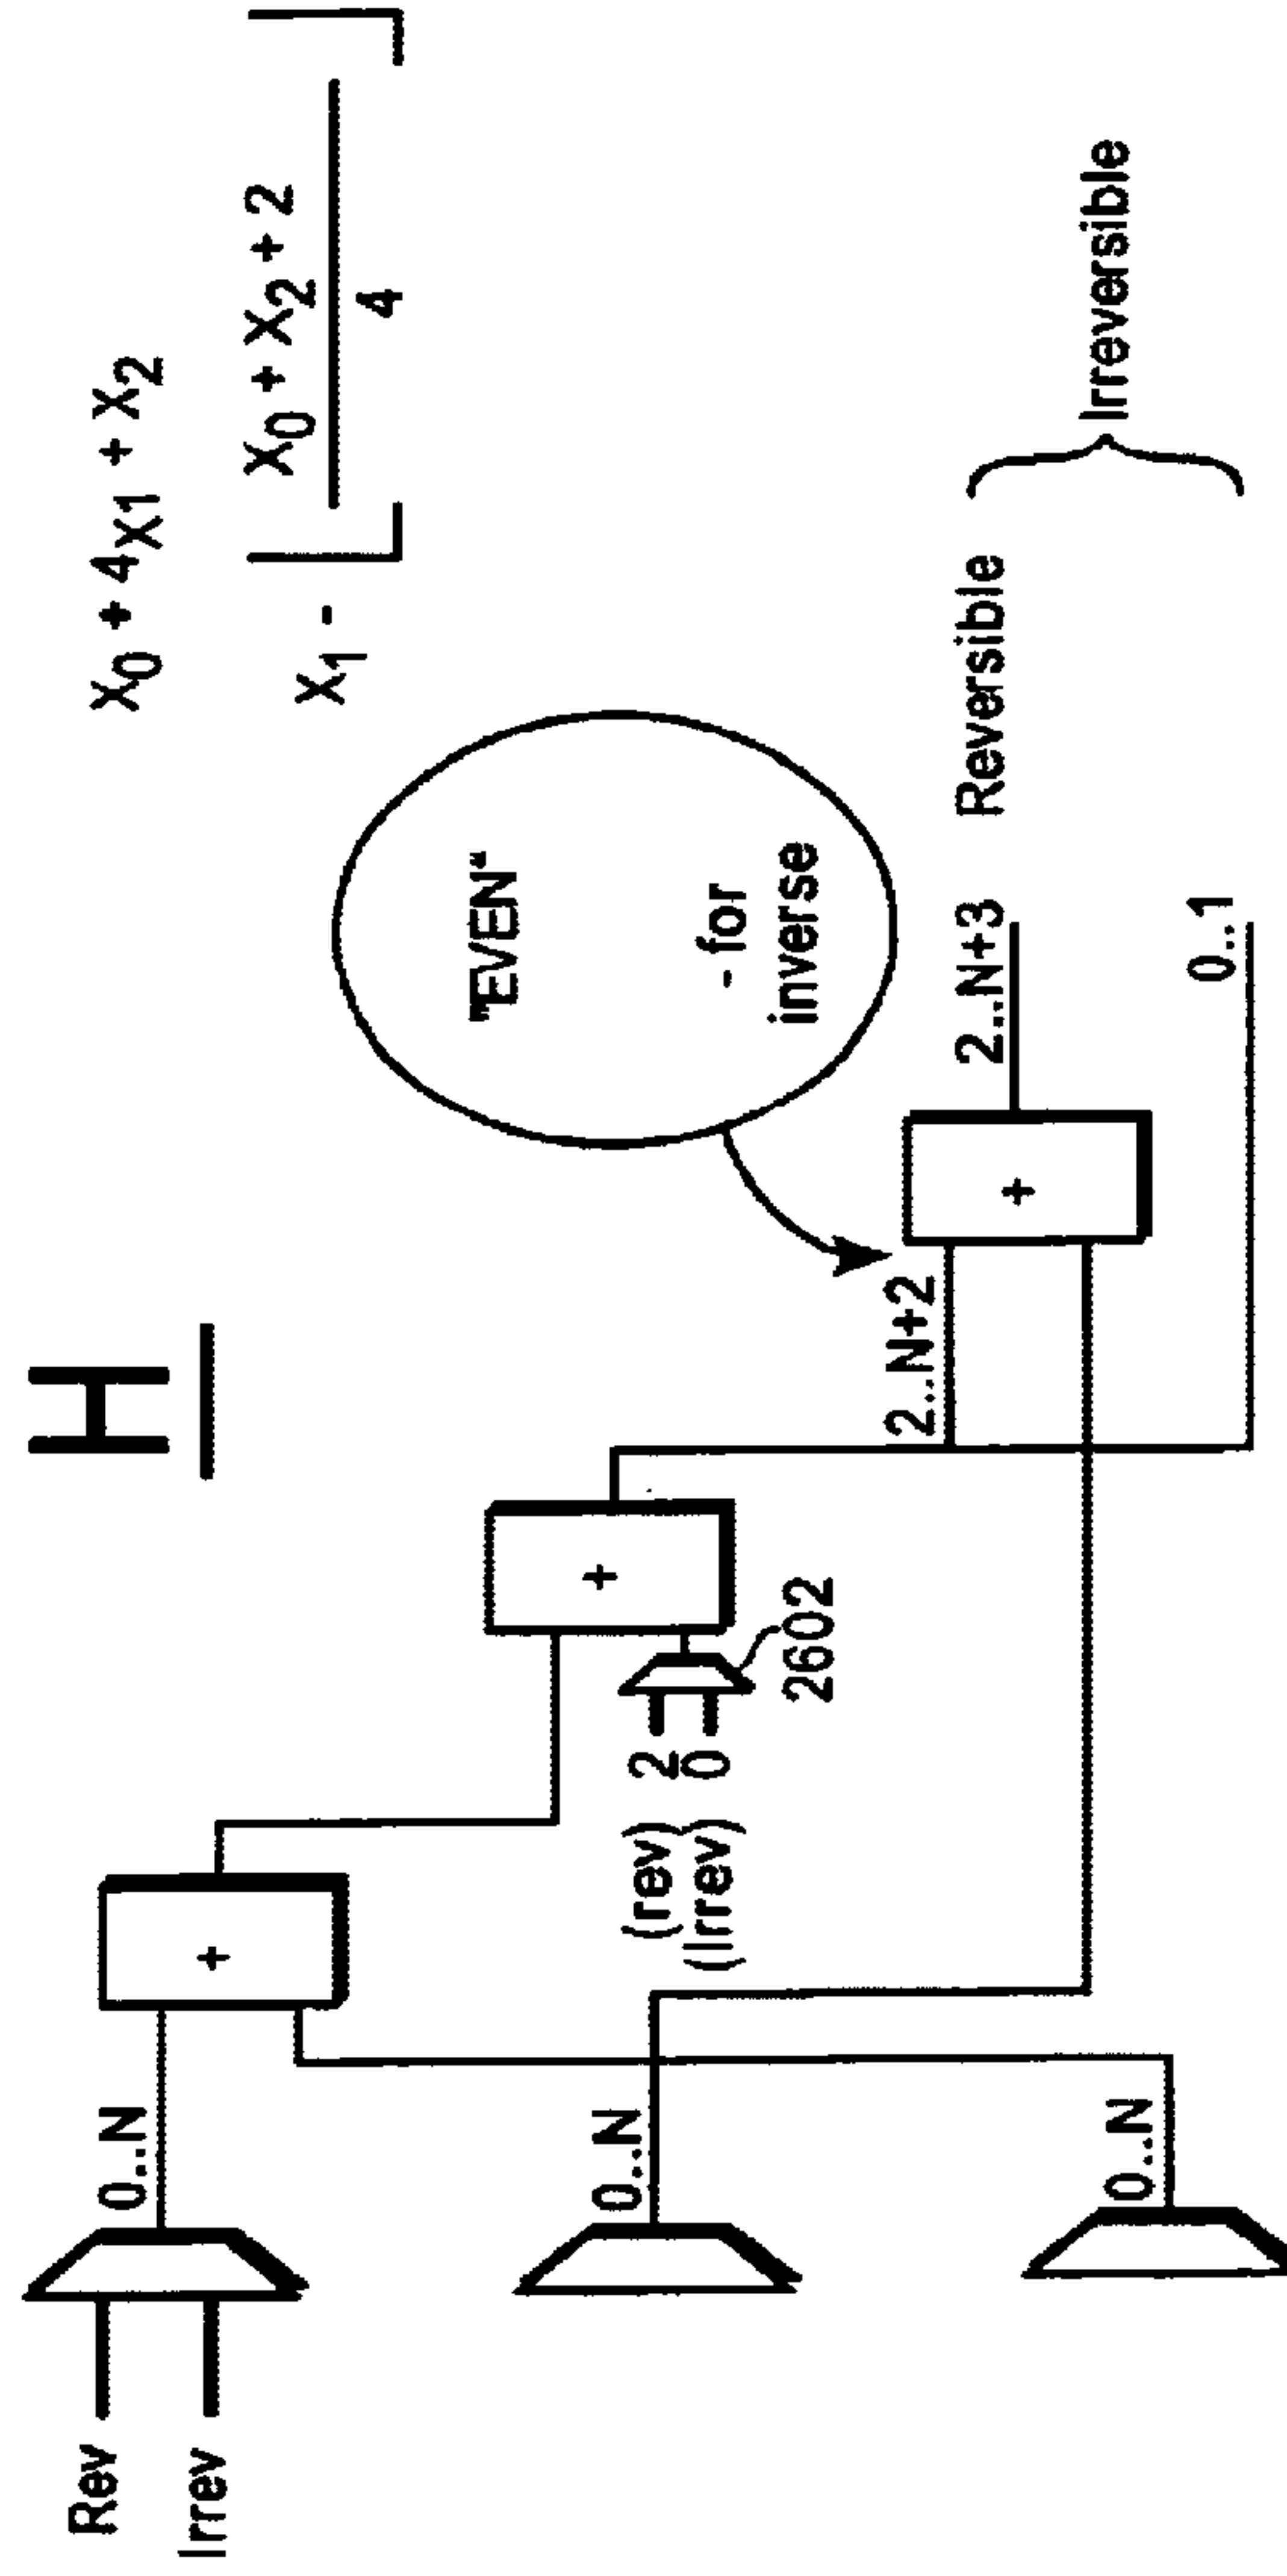 H
X0 + 4X1 + X2
X1 - X0 + X2 + 2
4
Rev
Irrev
0..N
0..N
0..N
+
+
(rev) 2
(Irrev) 0
2602
2..N+2
+
"EVEN"
- for
inverse
2..N+3
Reversible
0..1
Irreversible